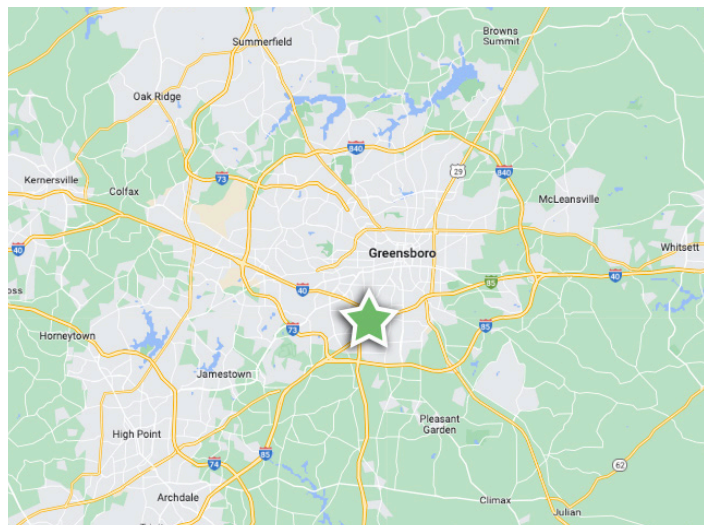 Browns
Summit
Summerfield
Oak Ridge
840
29
73
840
Kernersville
Colfax
McLeansville
40
Greensboro
Whitsett
85
40
oss
40
73
85
Horneytown
Jamestown
Pleasant
Garden
High Point
85
74
62
Archdale
Climax
Julian